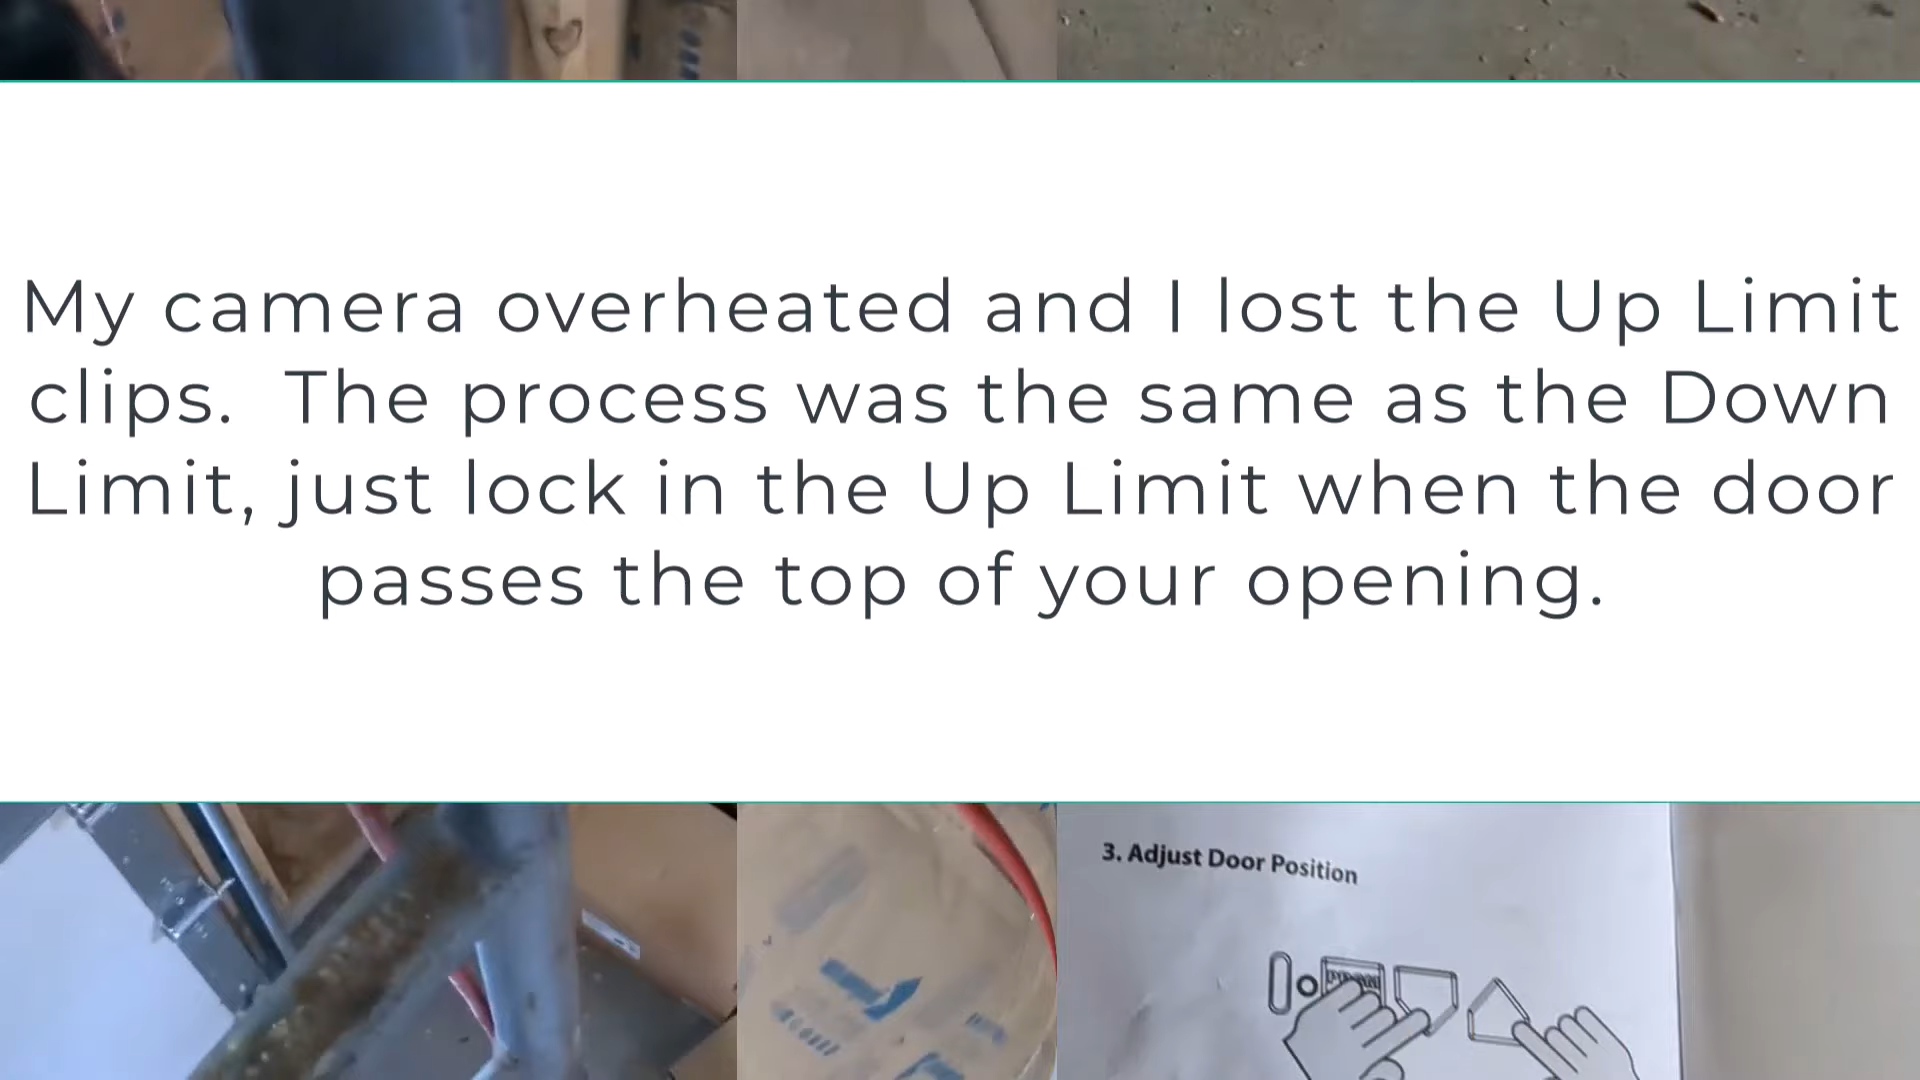 My camera overheated and I lost the Up Limit
clips.  The process was the same as the Down
Limit, just lock in the Up Limit when the door
passes the top of your opening.
3. Adjust Door Position